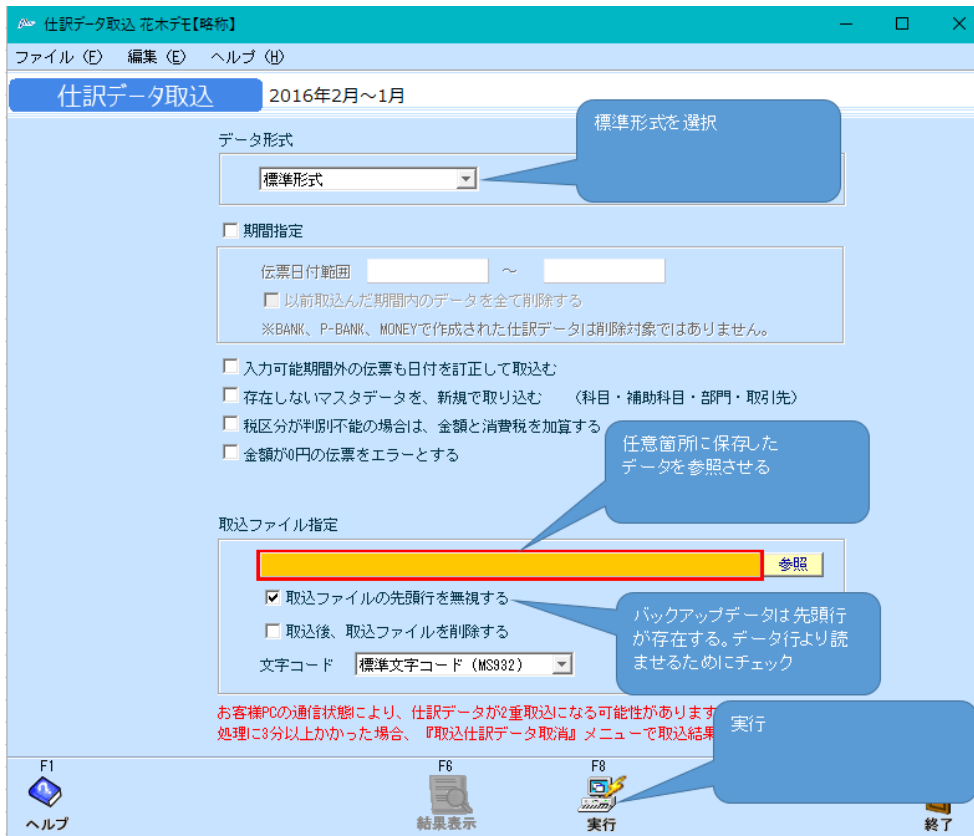 仕訳データ取込 花木デモ【略称】
ファイル (F) 編集 (E) ヘルプ (H)
仕訳データ取込 2016年2月～1月
標準形式を選択
データ形式
標準形式
期間指定
伝票日付範囲 ～
以前取込んだ期間内のデータを全て削除する
※BANK、P-BANK、MONEYで作成された仕訳データは削除対象ではありません。
入力可能期間外の伝票も日付を訂正して取込む
存在しないマスタデータを、新規で取り込む (科目・補助科目・部門・取引先)
税区分が判別不能の場合は、金額と消費税を加算する
金額が0円の伝票をエラーとする
任意箇所に保存した
データを参照させる
取込ファイル指定
参照
取込ファイルの先頭行を無視する
取込後、取込ファイルを削除する
文字コード 標準文字コード (MS932)
バックアップデータは先頭行
が存在する。データ行より読
ませるためにチェック
お客様PCの通信状態により、仕訳データが2重取込になる可能性があります
処理に3分以上かかった場合、『取込仕訳データ取消』メニューで取込結果
実行
F1 F6 F8
ヘルプ 結果表示 実行 終了